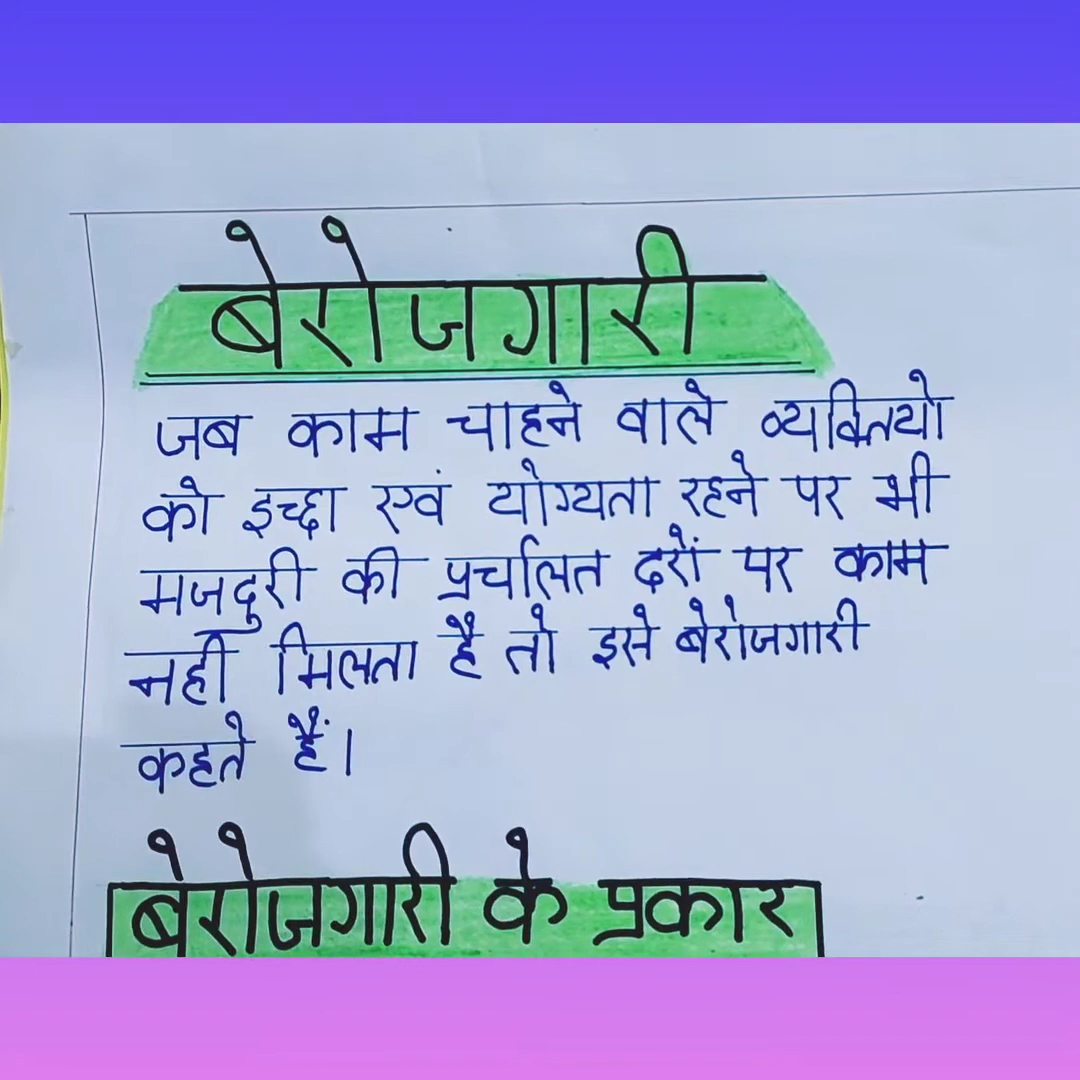 बेरोजगारी
जब काम चाहने वाले व्यक्तियो
को इच्छा एवं योग्यता रहने पर भी
मजदुरी की प्रचलित दरों पर काम
नही मिलता है तो इसे बेरोजगारी
कहते हैं।
बेरोजगारी के प्रकार